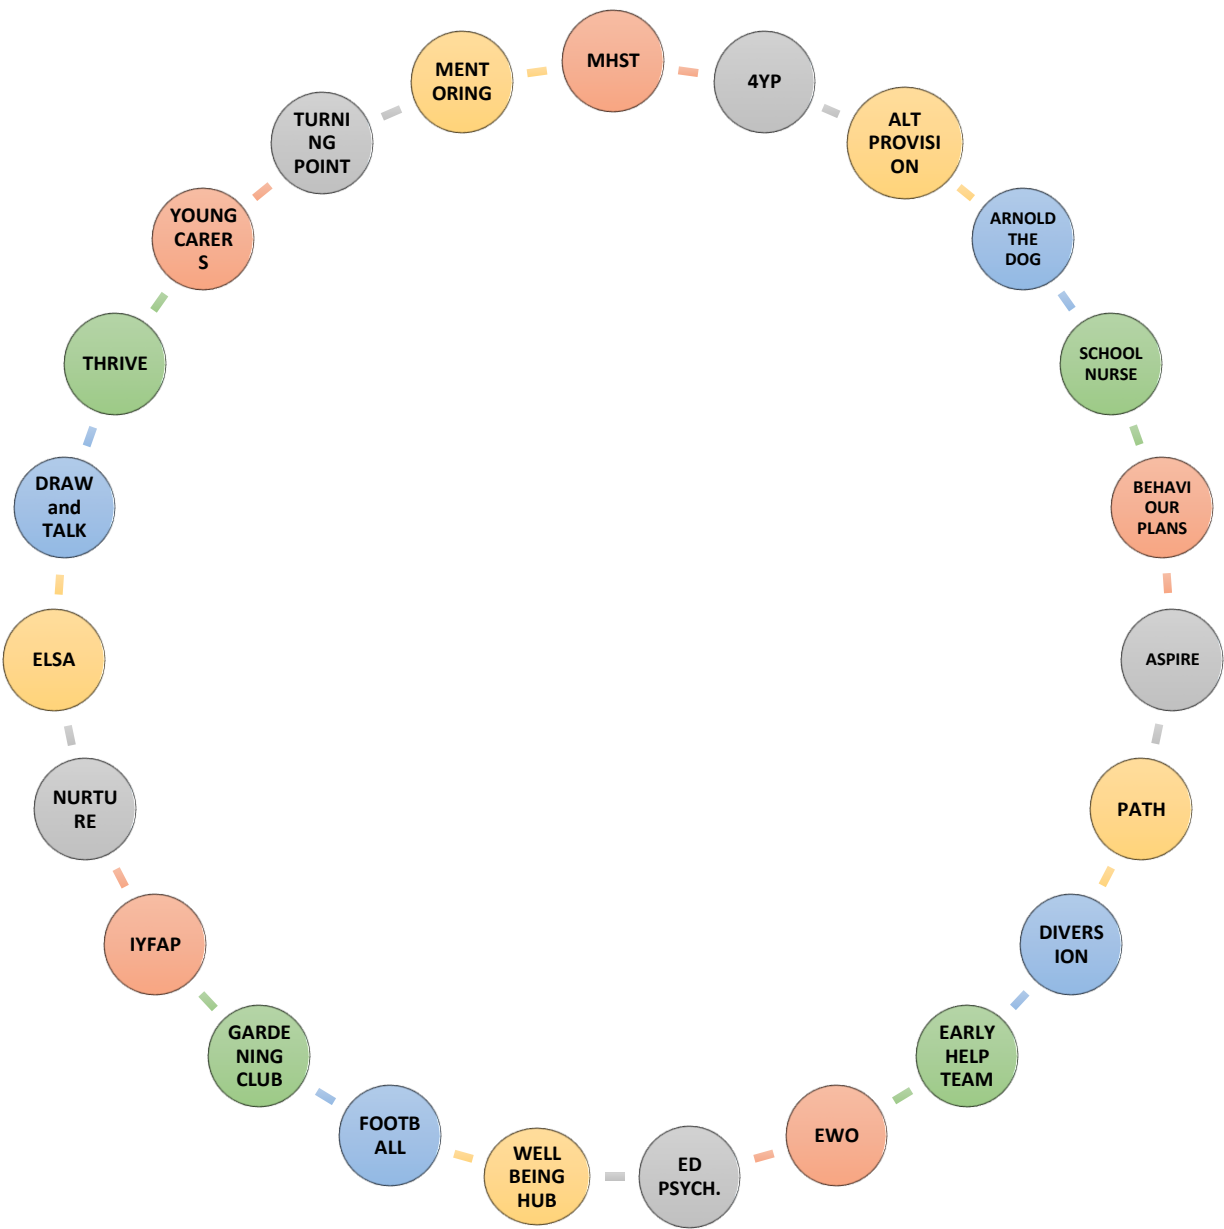 MHST
4YP
ALT
PROVISI
ON
ARNOLD
THE
DOG
SCHOOL
NURSE
BEHAVI
OUR
PLANS
ASPIRE
PATH
DIVERS
ION
EARLY
HELP
TEAM
EWO
ED
PSYCH.
WELL
BEING
HUB
FOOTB
ALL
GARDE
NING
CLUB
IYFAP
NURTU
RE
ELSA
DRAW
and
TALK
THRIVE
YOUNG
CARER
S
TURNI
NG
POINT
MENT
ORING